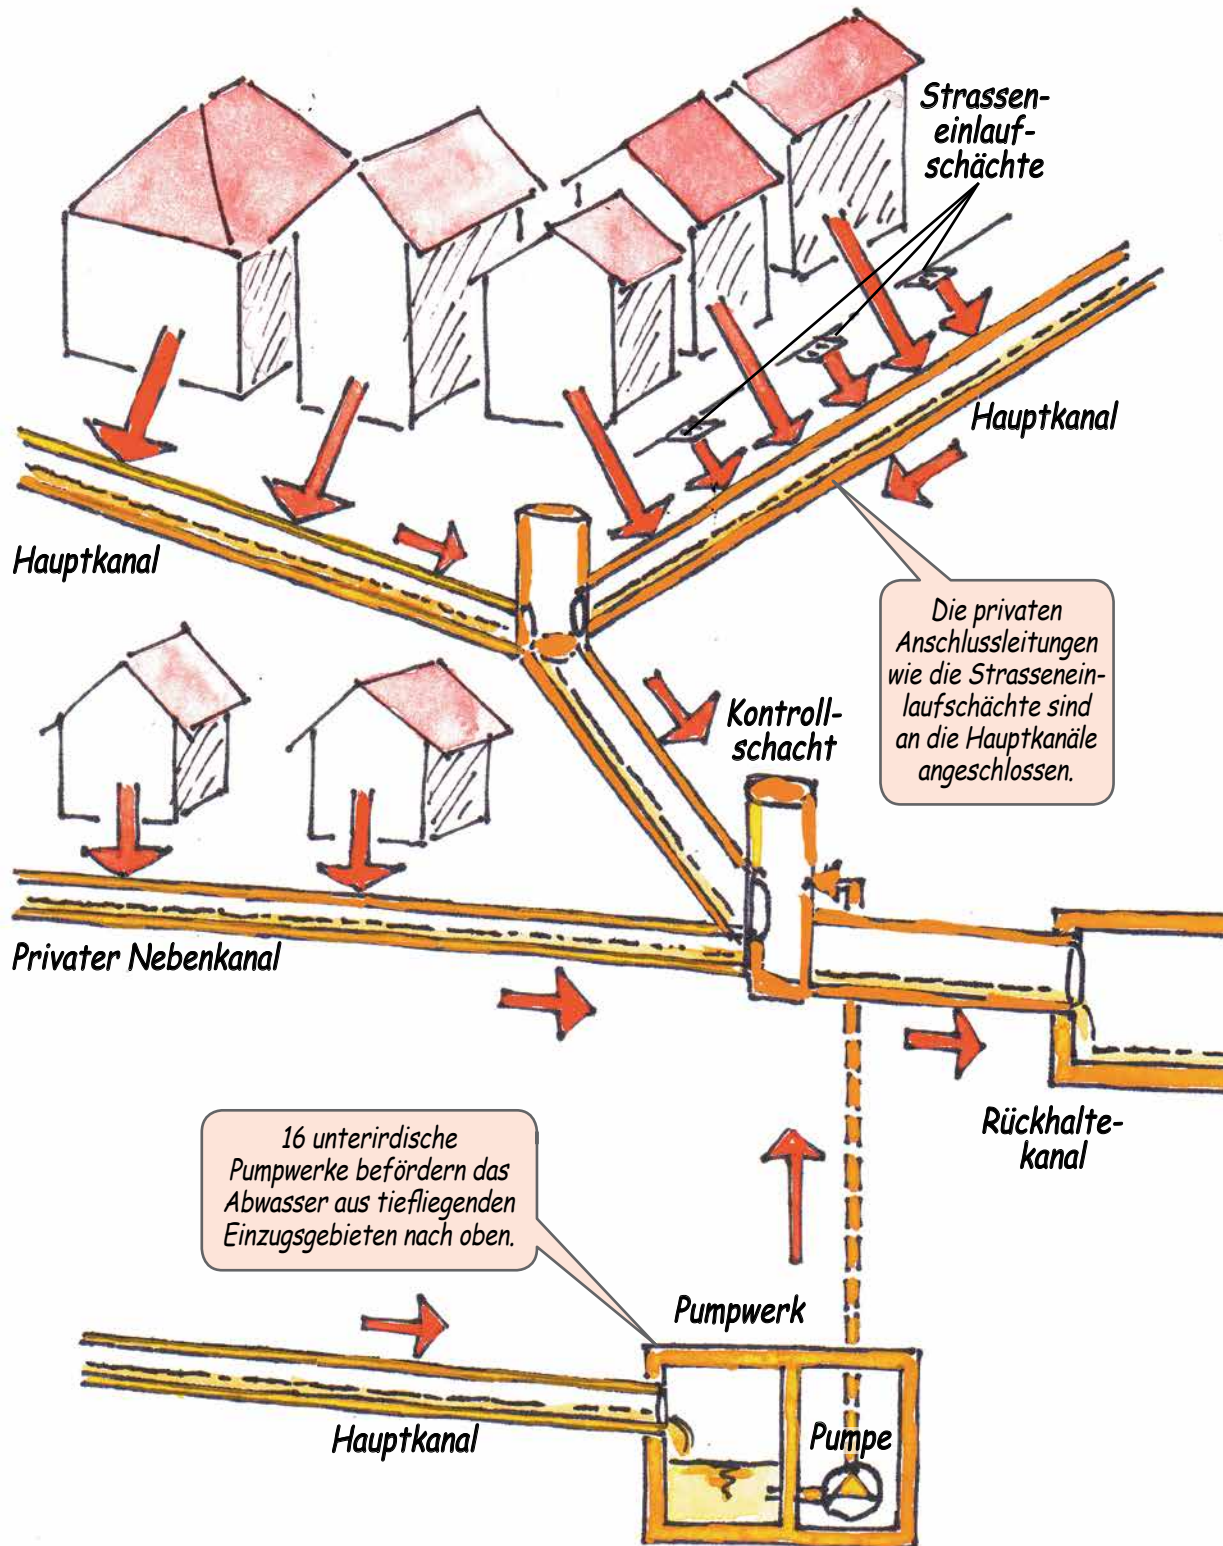 Strassen-
einlauf-
schächte
Hauptkanal
Hauptkanal
Die privaten
Anschlussleitungen
wie die Strassenein-
laufschächte sind
an die Hauptkanäle
angeschlossen.
Kontroll-
schacht
Privater Nebenkanal
Rückhalte-
kanal
16 unterirdische
Pumpwerke befördern das
Abwasser aus tiefliegenden
Einzugsgebieten nach oben.
Pumpwerk
Hauptkanal
Pumpe